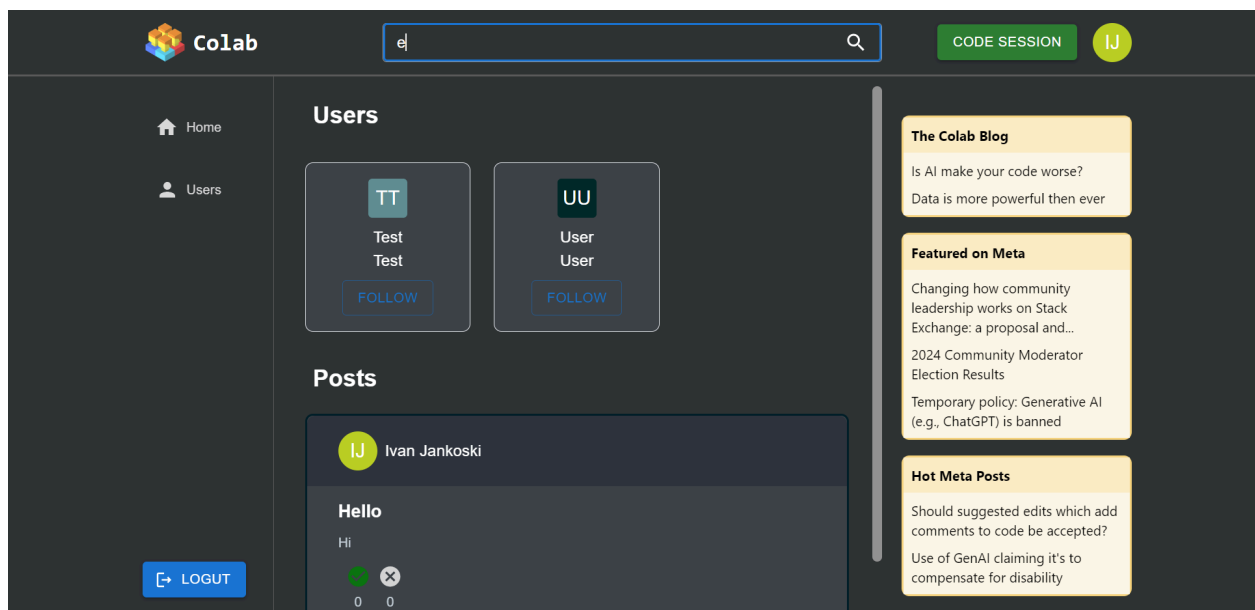 Colab
e
CODE SESSION
IJ
Home
Users
LOGUT
Users
TT
Test
Test
FOLLOW
UU
User
User
FOLLOW
Posts
IJ
Ivan Jankoski
Hello
Hi
0 0
The Colab Blog
Is AI make your code worse?
Data is more powerful then ever
Featured on Meta
Changing how community
leadership works on Stack
Exchange: a proposal and...
2024 Community Moderator
Election Results
Temporary policy: Generative AI
(e.g., ChatGPT) is banned
Hot Meta Posts
Should suggested edits which add
comments to code be accepted?
Use of GenAI claiming it's to
compensate for disability